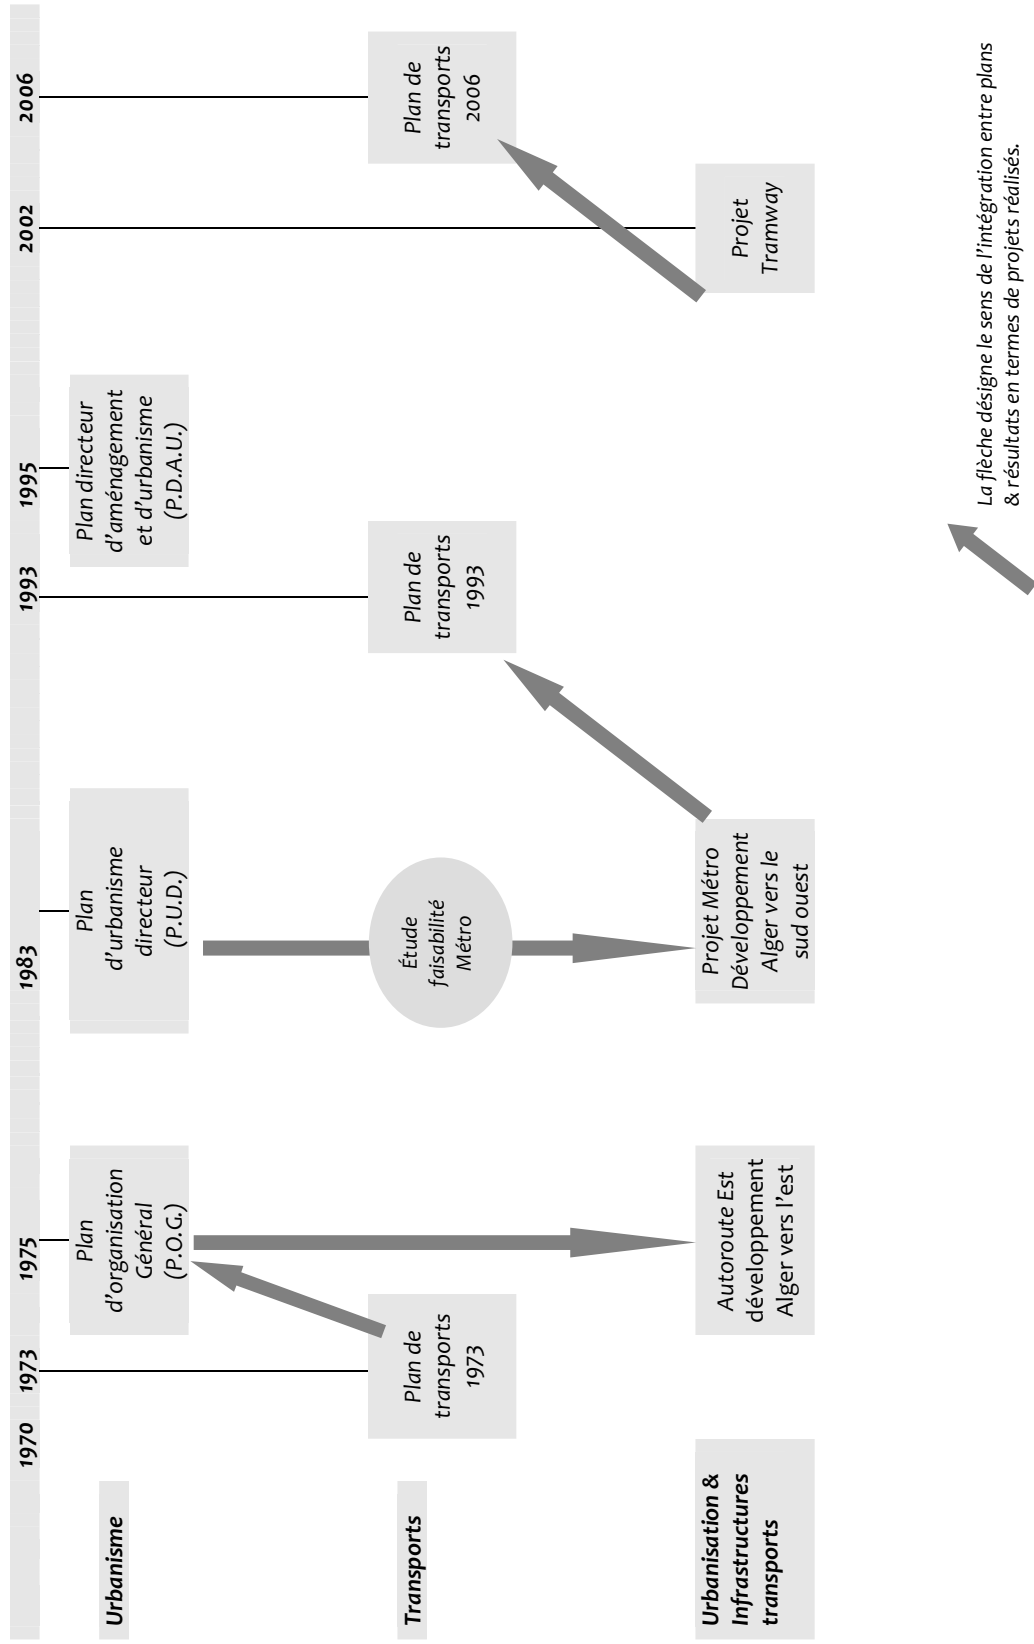 1970
1973
1975
1983
1993
1995
2002
2006
Urbanisme
Plan
d'organisation
Général
(P.O.G.)
Plan
d'urbanisme
directeur
(P.U.D.)
Plan directeur
d'aménagement
et d'urbanisme
(P.D.A.U.)
Transports
Plan de
transports
1973
Étude
faisabilité
Métro
Plan de
transports
1993
Plan de
transports
2006
Urbanisation &
Infrastructures
transports
Autoroute Est
développement
Alger vers l'est
Projet Métro
Développement
Alger vers le
sud ouest
Projet
Tramway
La flèche désigne le sens de l'intégration entre plans
& résultats en termes de projets réalisés.